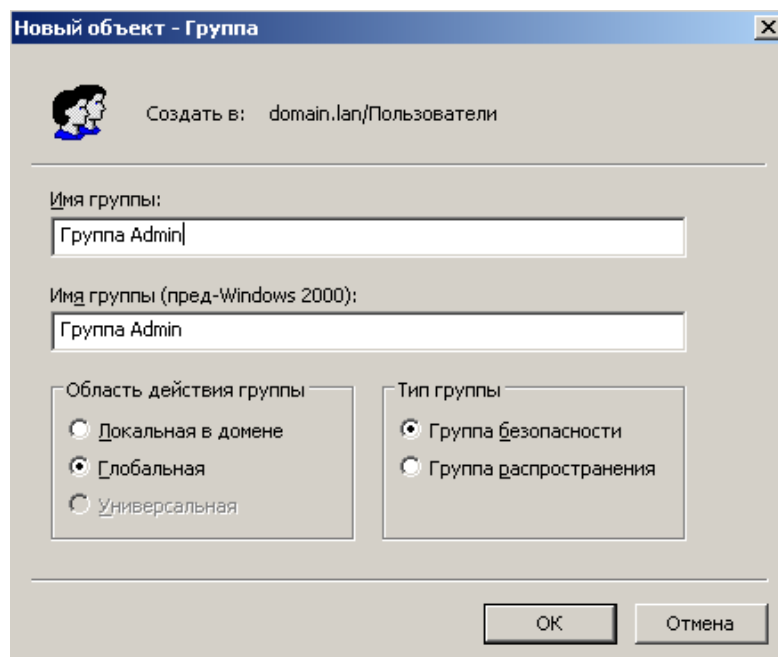 Новый объект - Группа
Создать в: domain.lan/Пользователи
Имя группы:
Группа Admin
Имя группы (пред-Windows 2000):
Группа Admin
Область действия группы
Локальная в домене
Глобальная
Универсальная
Тип группы
Группа безопасности
Группа распространения
ОК
Отмена